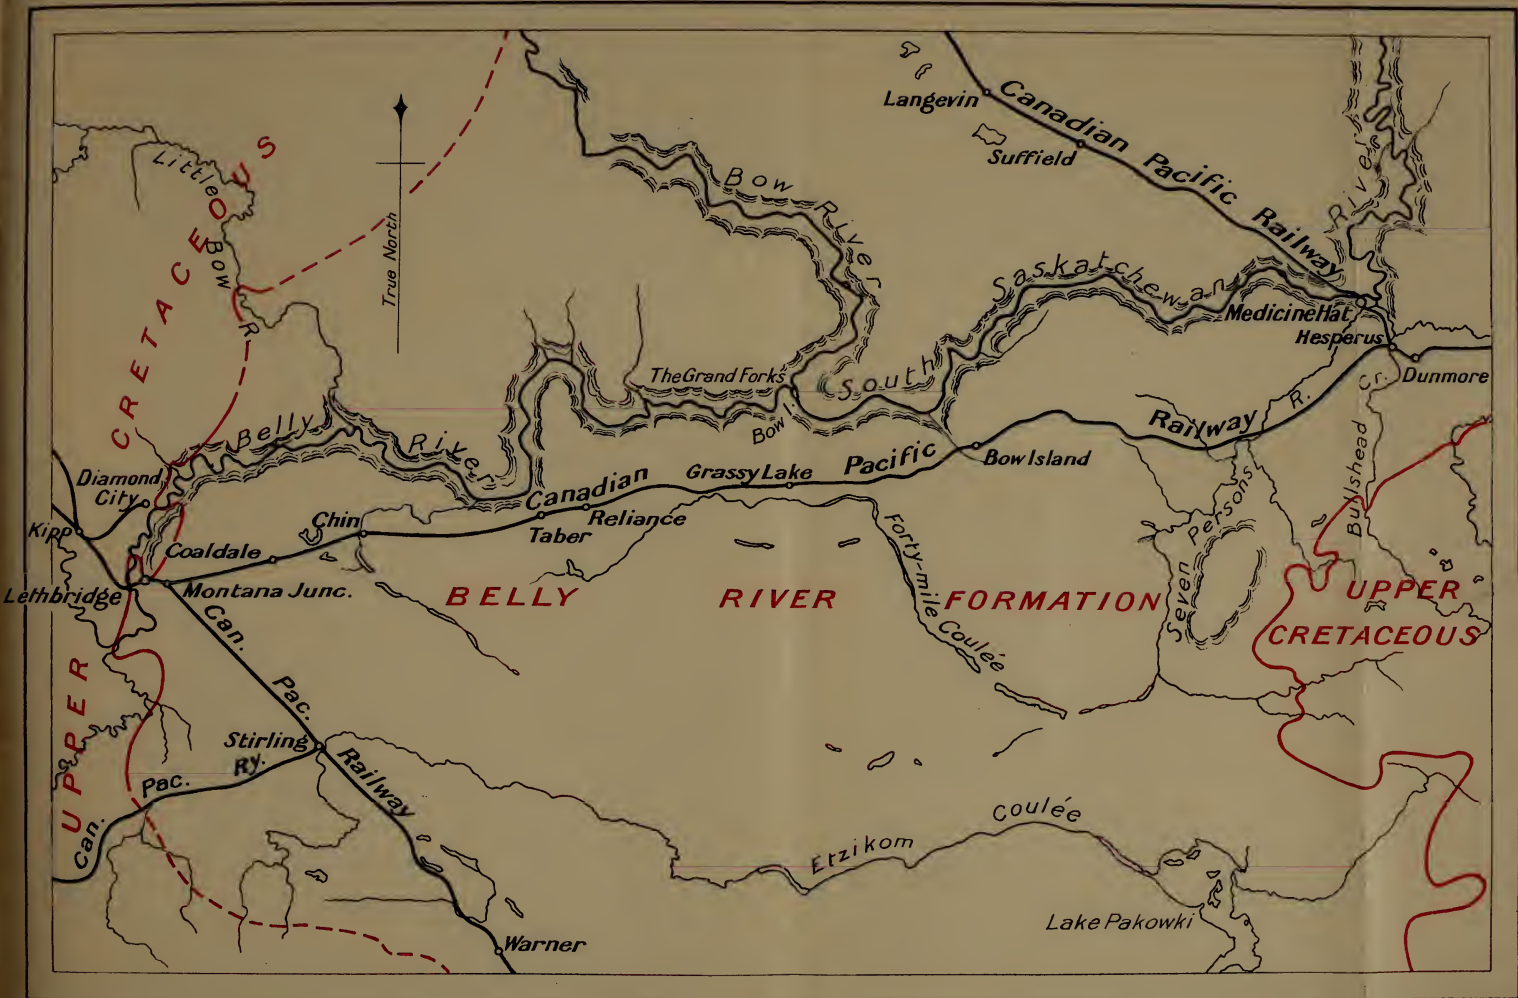 Langevin
Canadian Pacific Railway
Suffield
River
Little
Bow
R.
CRETACEOUS
True North
Bow River
South
Saskatchewan
Medicine Hat
Hesperus
Dunmore
The Grand Forks
Bow I.
Belly River
Diamond
City
Kipp
Lethbridge
Coaldale
Montana Junc.
Chin
Canadian Pacific Railway
Taber
Reliance
Grassy Lake
Bow Island
Bullshead Cr.
Seven Persons R.
Forty-mile Coulée
BELLY RIVER FORMATION
UPPER
CRETACEOUS
UPPER
Can. Pac. Railway
Stirling
Can. Pac. Ry.
Warner
Etzikom Coulée
Lake Pakowki